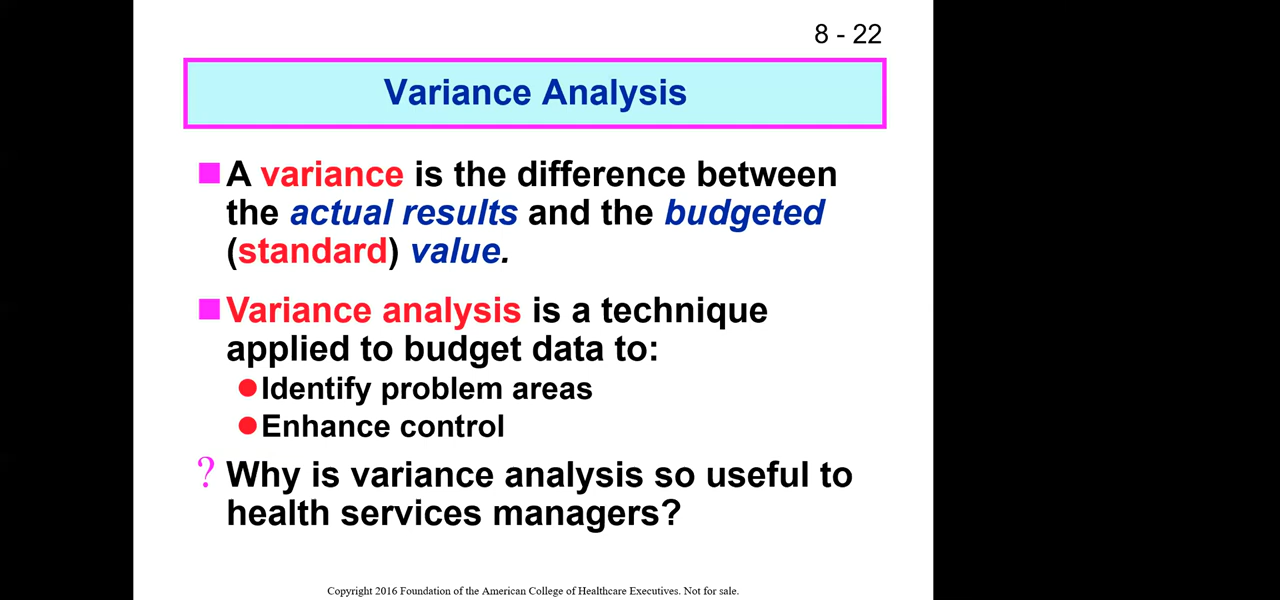 8 - 22
Variance Analysis
A variance is the difference between
the actual results and the budgeted
(standard) value.
Variance analysis is a technique
applied to budget data to:
Identify problem areas
Enhance control
? Why is variance analysis so useful to
health services managers?
Copyright 2016 Foundation of the American College of Healthcare Executives. Not for sale.